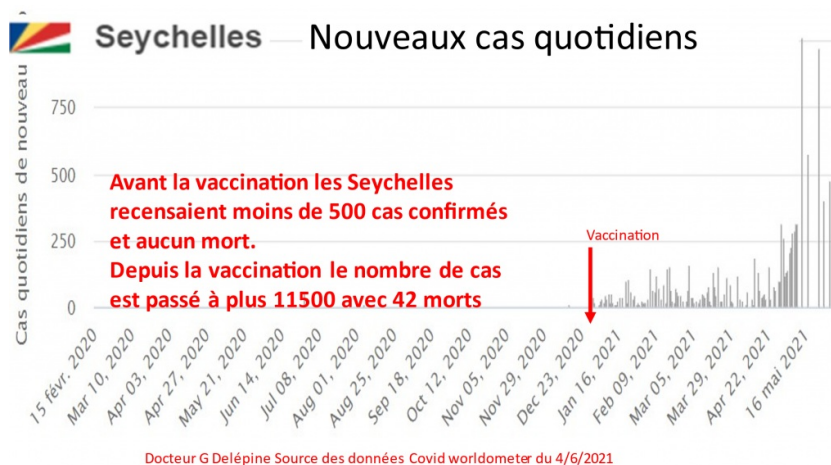 Seychelles
Nouveaux cas quotidiens
Cas quotidiens de nouveau
750
500
250
0
Avant la vaccination les Seychelles
recensaient moins de 500 cas confirmés
et aucun mort.
Depuis la vaccination le nombre de cas
est passé à plus 11500 avec 42 morts
Vaccination
15 févr. 2020
Mar 10, 2020
Apr 03, 2020
Apr 27, 2020
May 21, 2020
Jun 14, 2020
Jul 08, 2020
Aug 01, 2020
Aug 25, 2020
Sep 18, 2020
Oct 12, 2020
Nov 05, 2020
Nov 29, 2020
Dec 23, 2020
Jan 16, 2021
Feb 09, 2021
Mar 05, 2021
Mar 29, 2021
Apr 22, 2021
16 mai 2021
Docteur G Delépine Source des données Covid worldometer du 4/6/2021